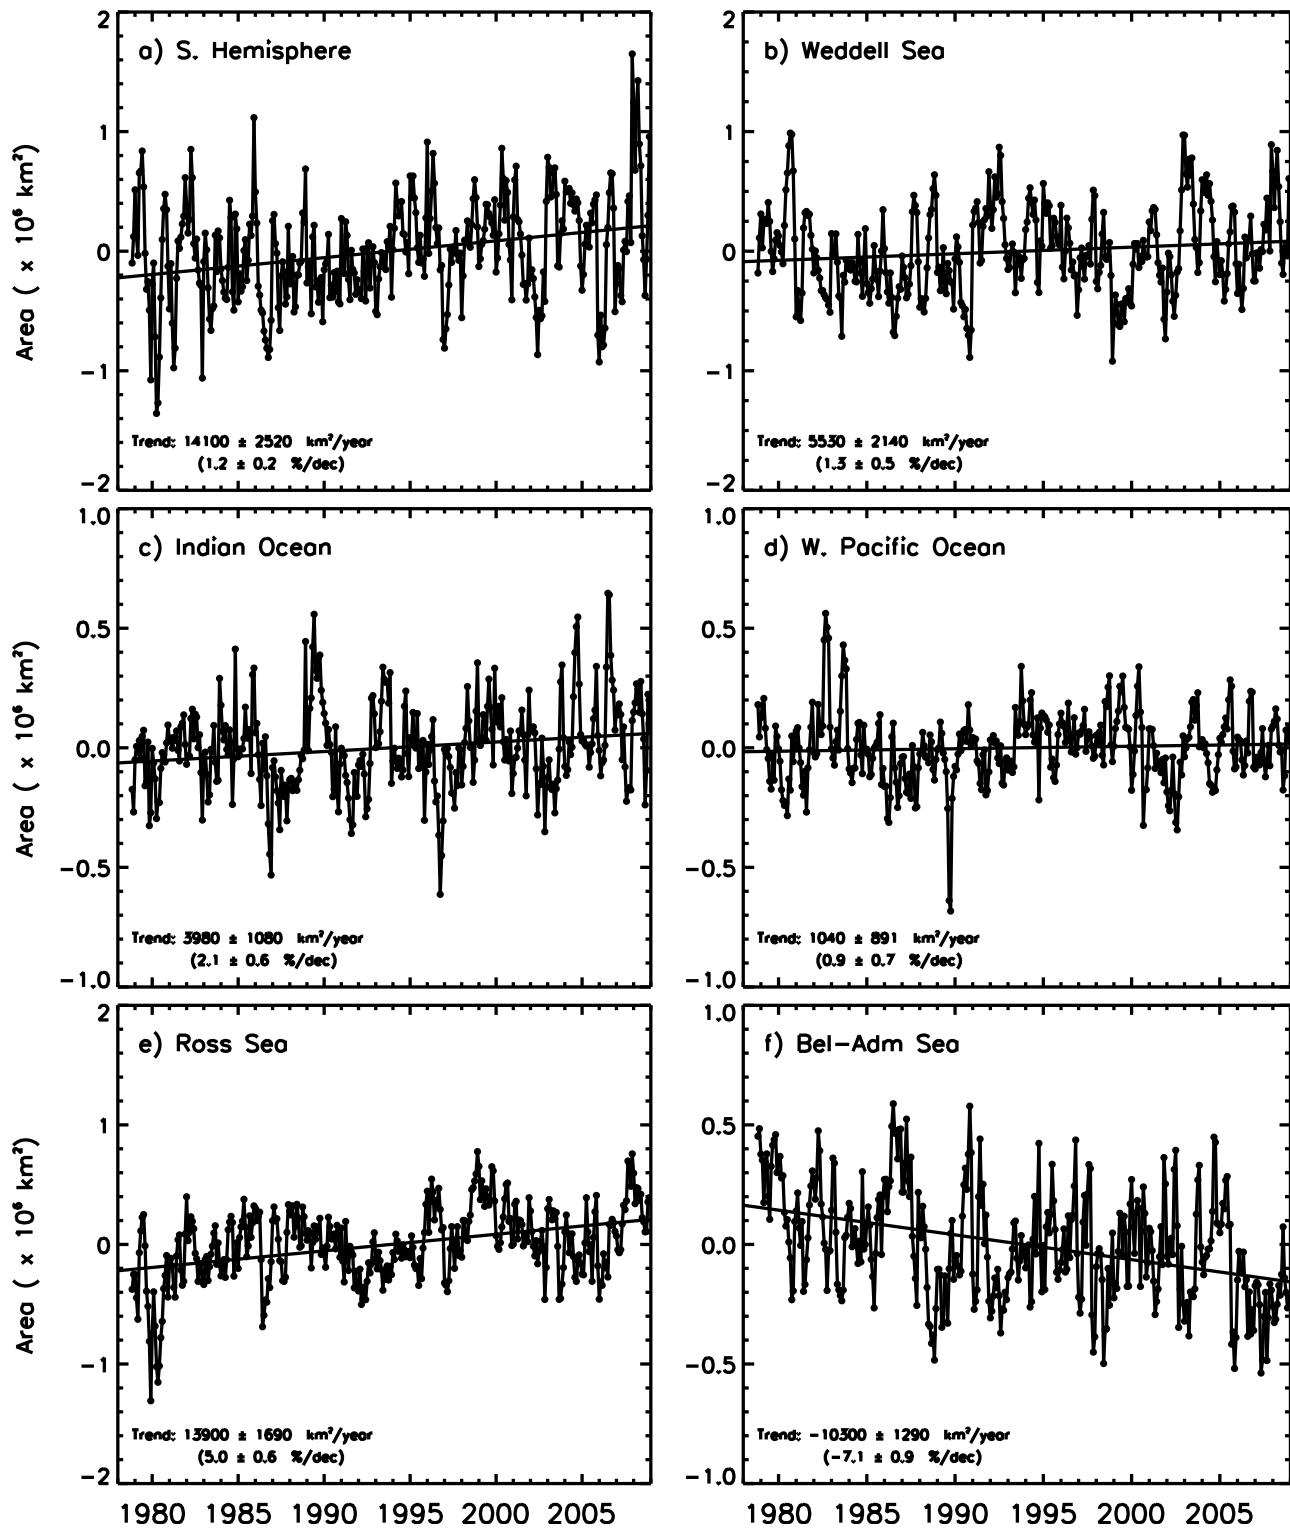 a) S. Hemisphere
b) Weddell Sea
2
1
0
−1
−2
Area ( × 10⁶ km²)
2
1
0
−1
−2
Trend: 14100 ± 2520 km²/year
(1.2 ± 0.2 %/dec)
Trend: 5530 ± 2140 km²/year
(1.3 ± 0.5 %/dec)
c) Indian Ocean
d) W. Pacific Ocean
1.0
0.5
0.0
−0.5
−1.0
Area ( × 10⁶ km²)
1.0
0.5
0.0
−0.5
−1.0
Trend: 3980 ± 1080 km²/year
(2.1 ± 0.6 %/dec)
Trend: 1040 ± 891 km²/year
(0.9 ± 0.7 %/dec)
e) Ross Sea
f) Bel−Adm Sea
2
1
0
−1
−2
Area ( × 10⁶ km²)
1.0
0.5
0.0
−0.5
−1.0
Trend: 13900 ± 1690 km²/year
(5.0 ± 0.6 %/dec)
Trend: −10300 ± 1290 km²/year
(−7.1 ± 0.9 %/dec)
1980 1985 1990 1995 2000 2005
1980 1985 1990 1995 2000 2005